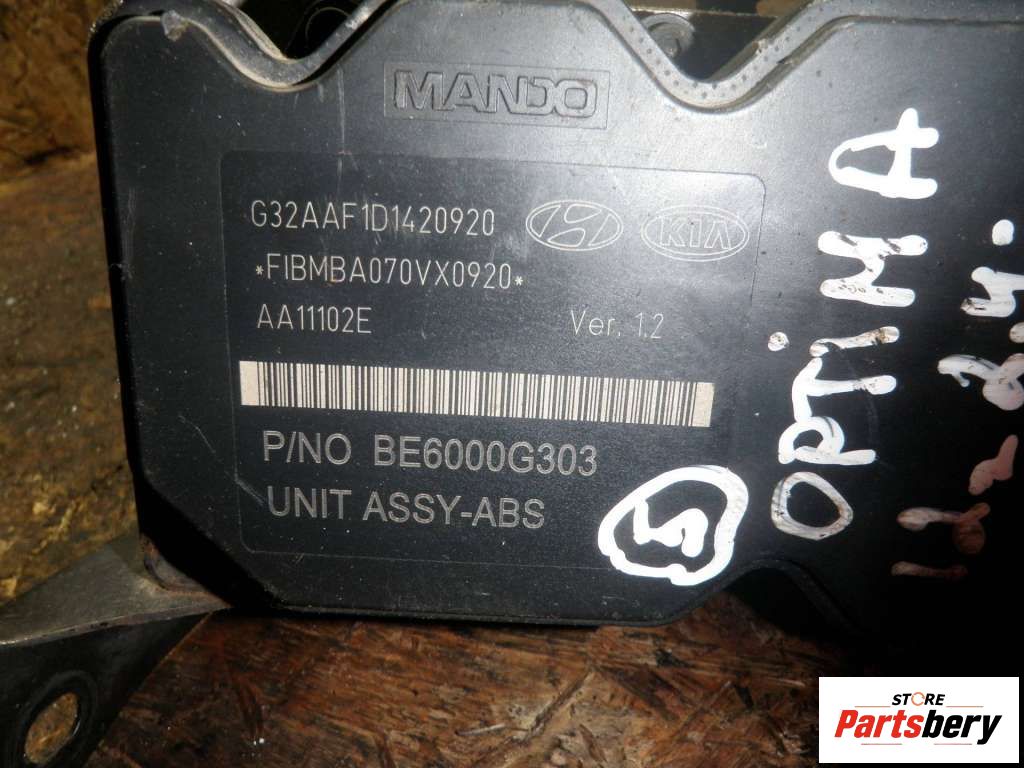 MANDO
G32AAF1D1420920
KIA
*FIBMBA070VX0920*
AA11102E Ver. 1.2
P/NO BE6000G303
UNIT ASSY-ABS
5
OPTiMA
STORE
Partsbery